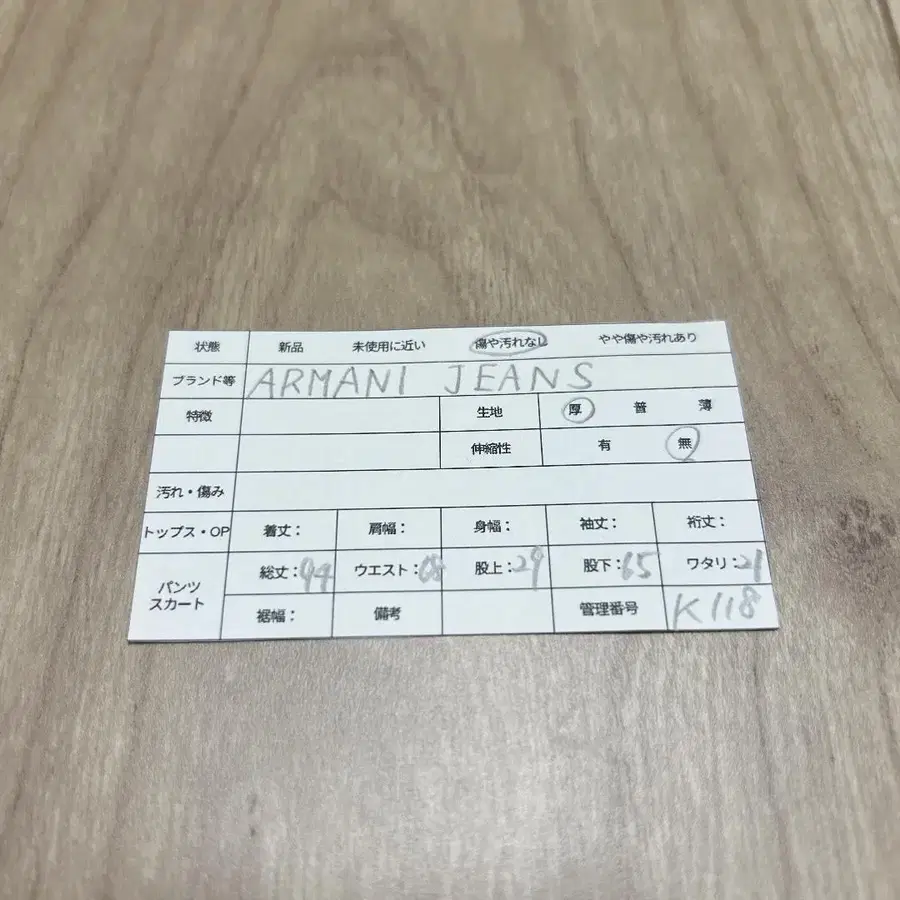 状態 新品 未使用に近い 傷や汚れなし やや傷や汚れあり
ブランド等 ARMANI JEANS
特徴 生地 厚 普 薄
伸縮性 有 無
汚れ・傷み
トップス・OP 着丈： 肩幅： 身幅： 袖丈： 裄丈：
パンツ スカート 総丈：94 ウエスト：68 股上：29 股下：65 ワタリ：21
裾幅： 備考 管理番号 K118